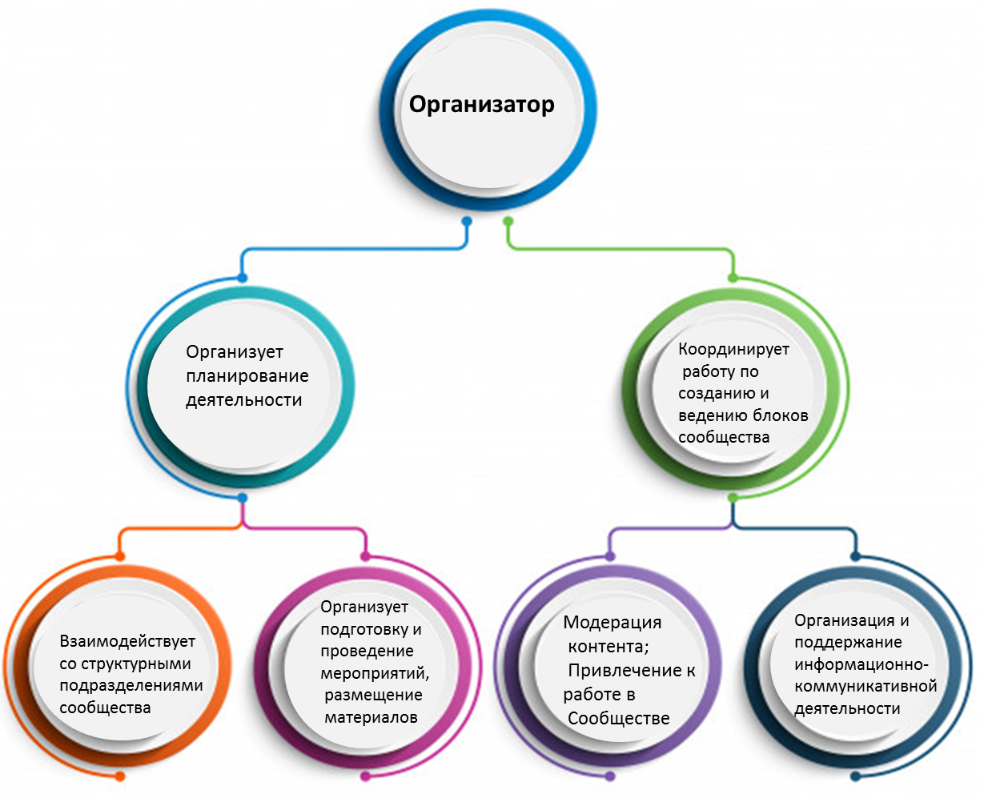 Организатор
Организует
планирование
деятельности
Координирует
работу по
созданию и
ведению блоков
сообщества
Взаимодействует
со структурными
подразделениями
сообщества
Организует
подготовку и
проведение
мероприятий,
размещение
материалов
Модерация
контента;
Привлечение к
работе в
Сообществе
Организация и
поддержание
информационно-
коммуникативной
деятельности